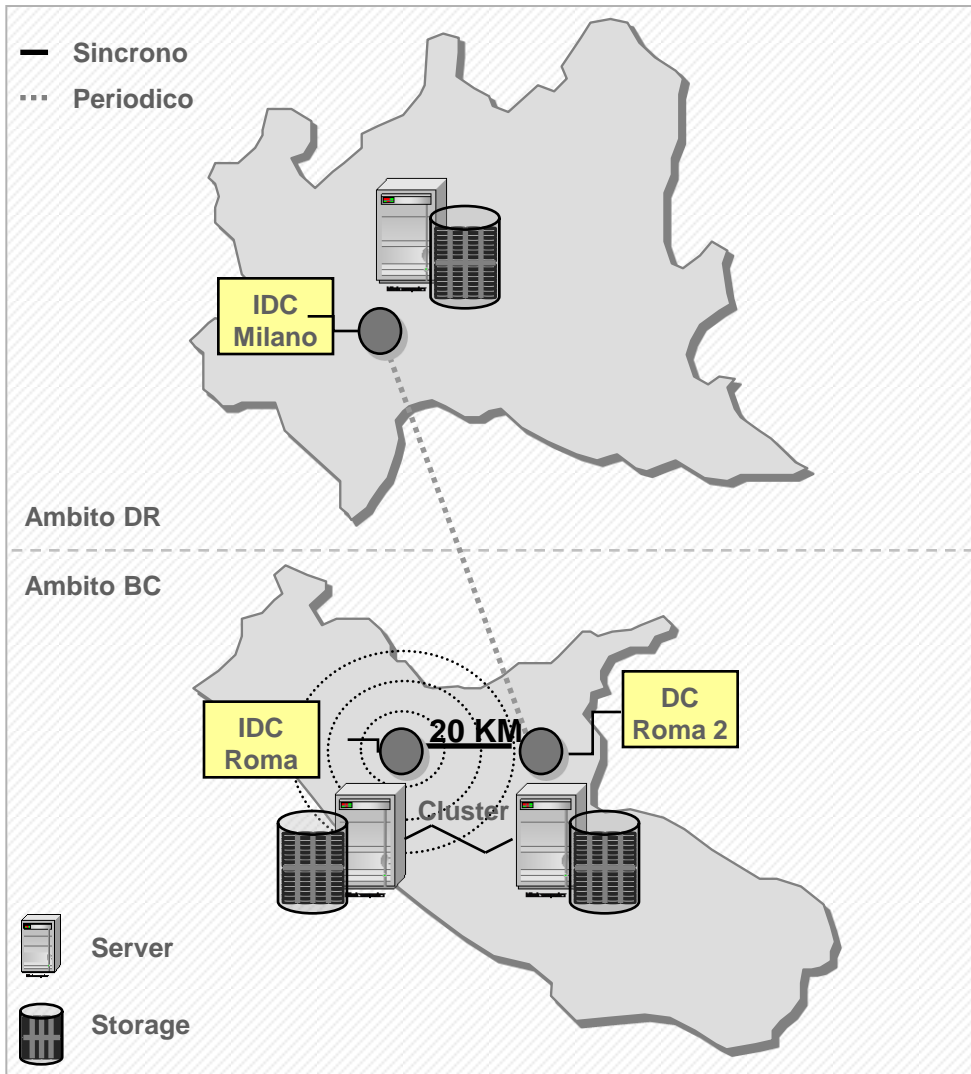 Sincrono
Periodico
IDC
Milano
Ambito DR
Ambito BC
IDC
Roma
20 KM
DC
Roma 2
Cluster
Server
Storage